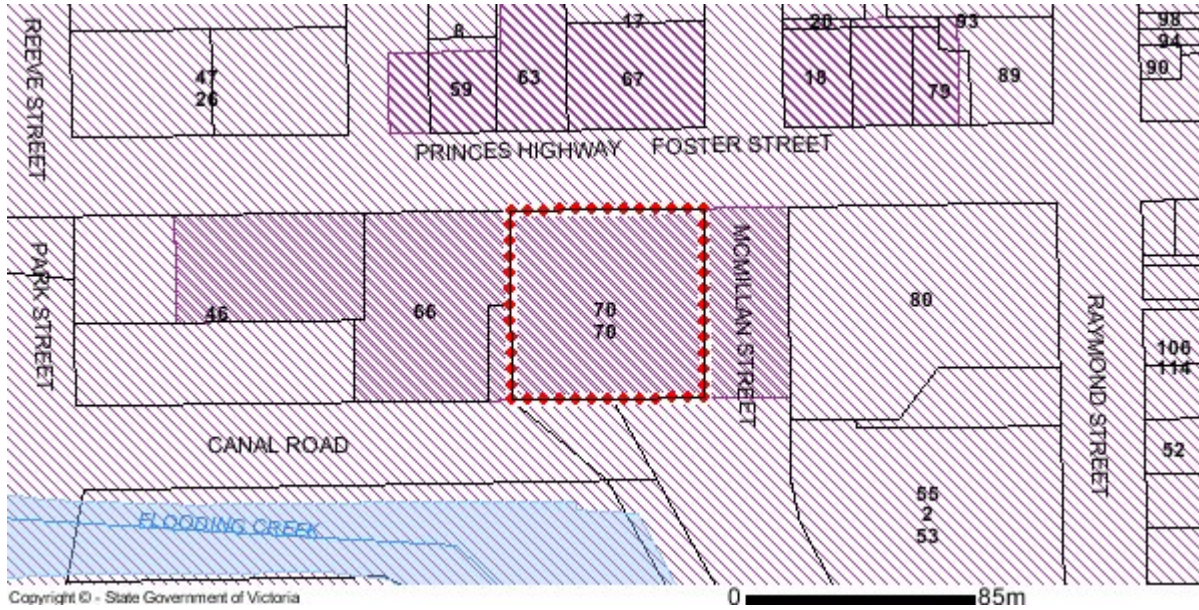 REEVE STREET
8
17
20
93
98
94
90
47
26
59
63
67
18
79
89
PRINCES HIGHWAY
FOSTER STREET
PARK STREET
46
66
70
70
MCMILLAN STREET
80
RAYMOND STREET
106
114
52
CANAL ROAD
55
2
53
FLOODING CREEK
Copyright © - State Government of Victoria
0 85m